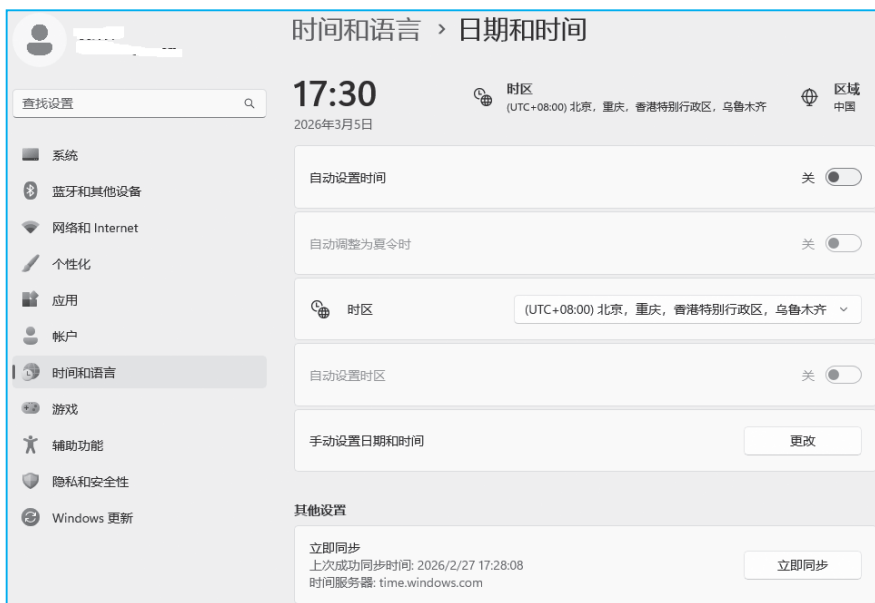 时间和语言 › 日期和时间
查找设置
系统
蓝牙和其他设备
网络和 Internet
个性化
应用
帐户
时间和语言
游戏
辅助功能
隐私和安全性
Windows 更新
17:30
2026年3月5日
时区
(UTC+08:00) 北京，重庆，香港特别行政区，乌鲁木齐
区域
中国
自动设置时间 关
自动调整为夏令时 关
时区 (UTC+08:00) 北京，重庆，香港特别行政区，乌鲁木齐
自动设置时区 关
手动设置日期和时间 更改
其他设置
立即同步
上次成功同步时间: 2026/2/27 17:28:08
时间服务器: time.windows.com
立即同步